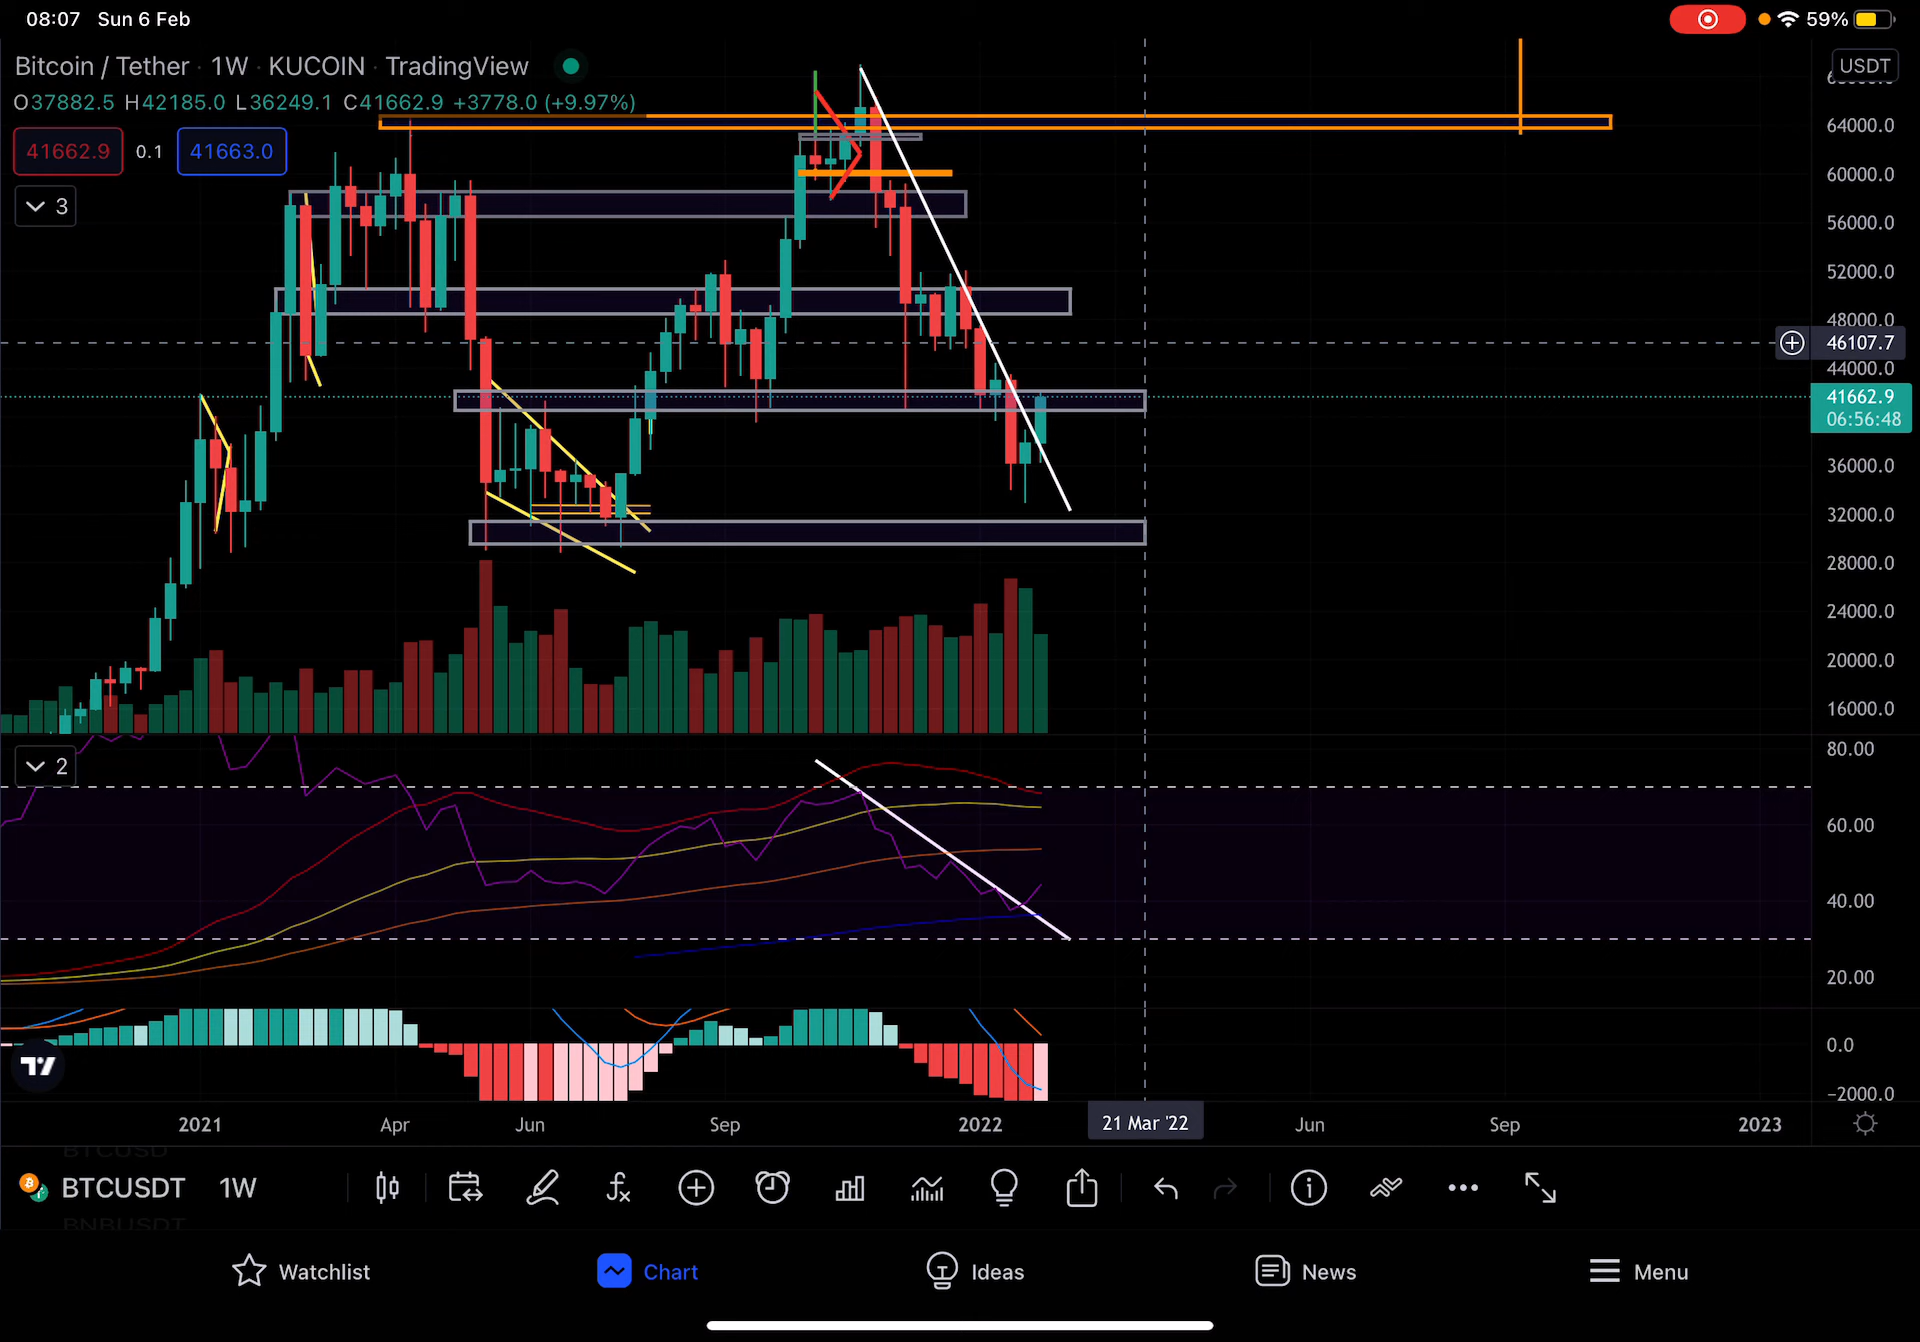 08:07 Sun 6 Feb
59%
Bitcoin / Tether · 1W · KUCOIN · TradingView
USDT
O37882.5 H42185.0 L36249.1 C41662.9 +3778.0 (+9.97%)
64000.0
41662.9 0.1 41663.0
60000.0
3
56000.0
52000.0
48000.0
46107.7
44000.0
41662.9
06:56:48
36000.0
32000.0
28000.0
24000.0
20000.0
16000.0
80.00
2
60.00
40.00
20.00
0.0
−2000.0
2021 Apr Jun Sep 2022 21 Mar '22 Jun Sep 2023
BTCUSD
BTCUSDT 1W
BNBUSDT
Watchlist Chart Ideas News Menu